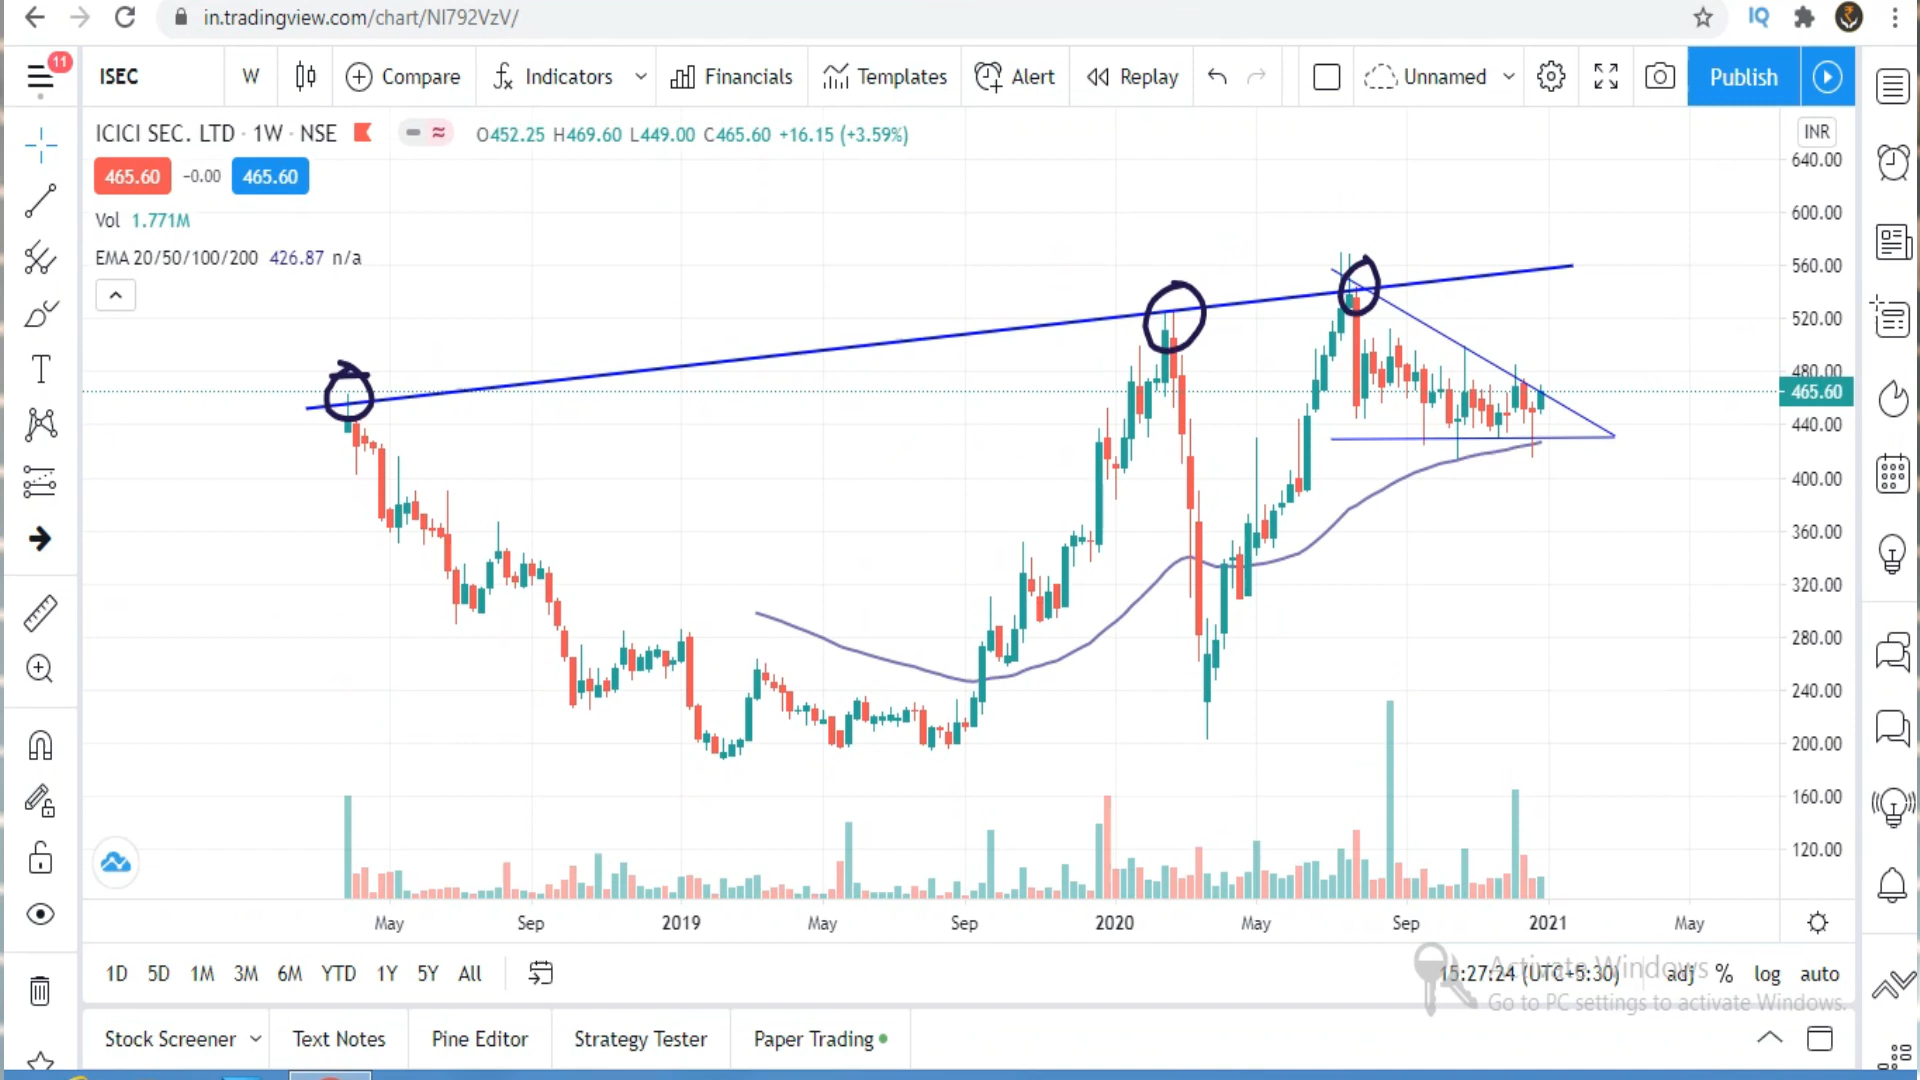 in.tradingview.com/chart/NI792VzV/ IQ
11 ISEC W Compare Indicators Financials Templates Alert Replay Unnamed Publish
ICICI SEC. LTD · 1W · NSE O452.25 H469.60 L449.00 C465.60 +16.15 (+3.59%) INR
465.60 −0.00 465.60
Vol 1.771M
EMA 20/50/100/200 426.87 n/a
640.00
600.00
560.00
520.00
480.00
465.60
440.00
400.00
360.00
320.00
280.00
240.00
200.00
160.00
120.00
May Sep 2019 May Sep 2020 May Sep 2021 May
1D 5D 1M 3M 6M YTD 1Y 5Y All 15:27:24 (UTC+5:30) adj % log auto
Activate Windows
Go to PC settings to activate Windows.
Stock Screener Text Notes Pine Editor Strategy Tester Paper Trading